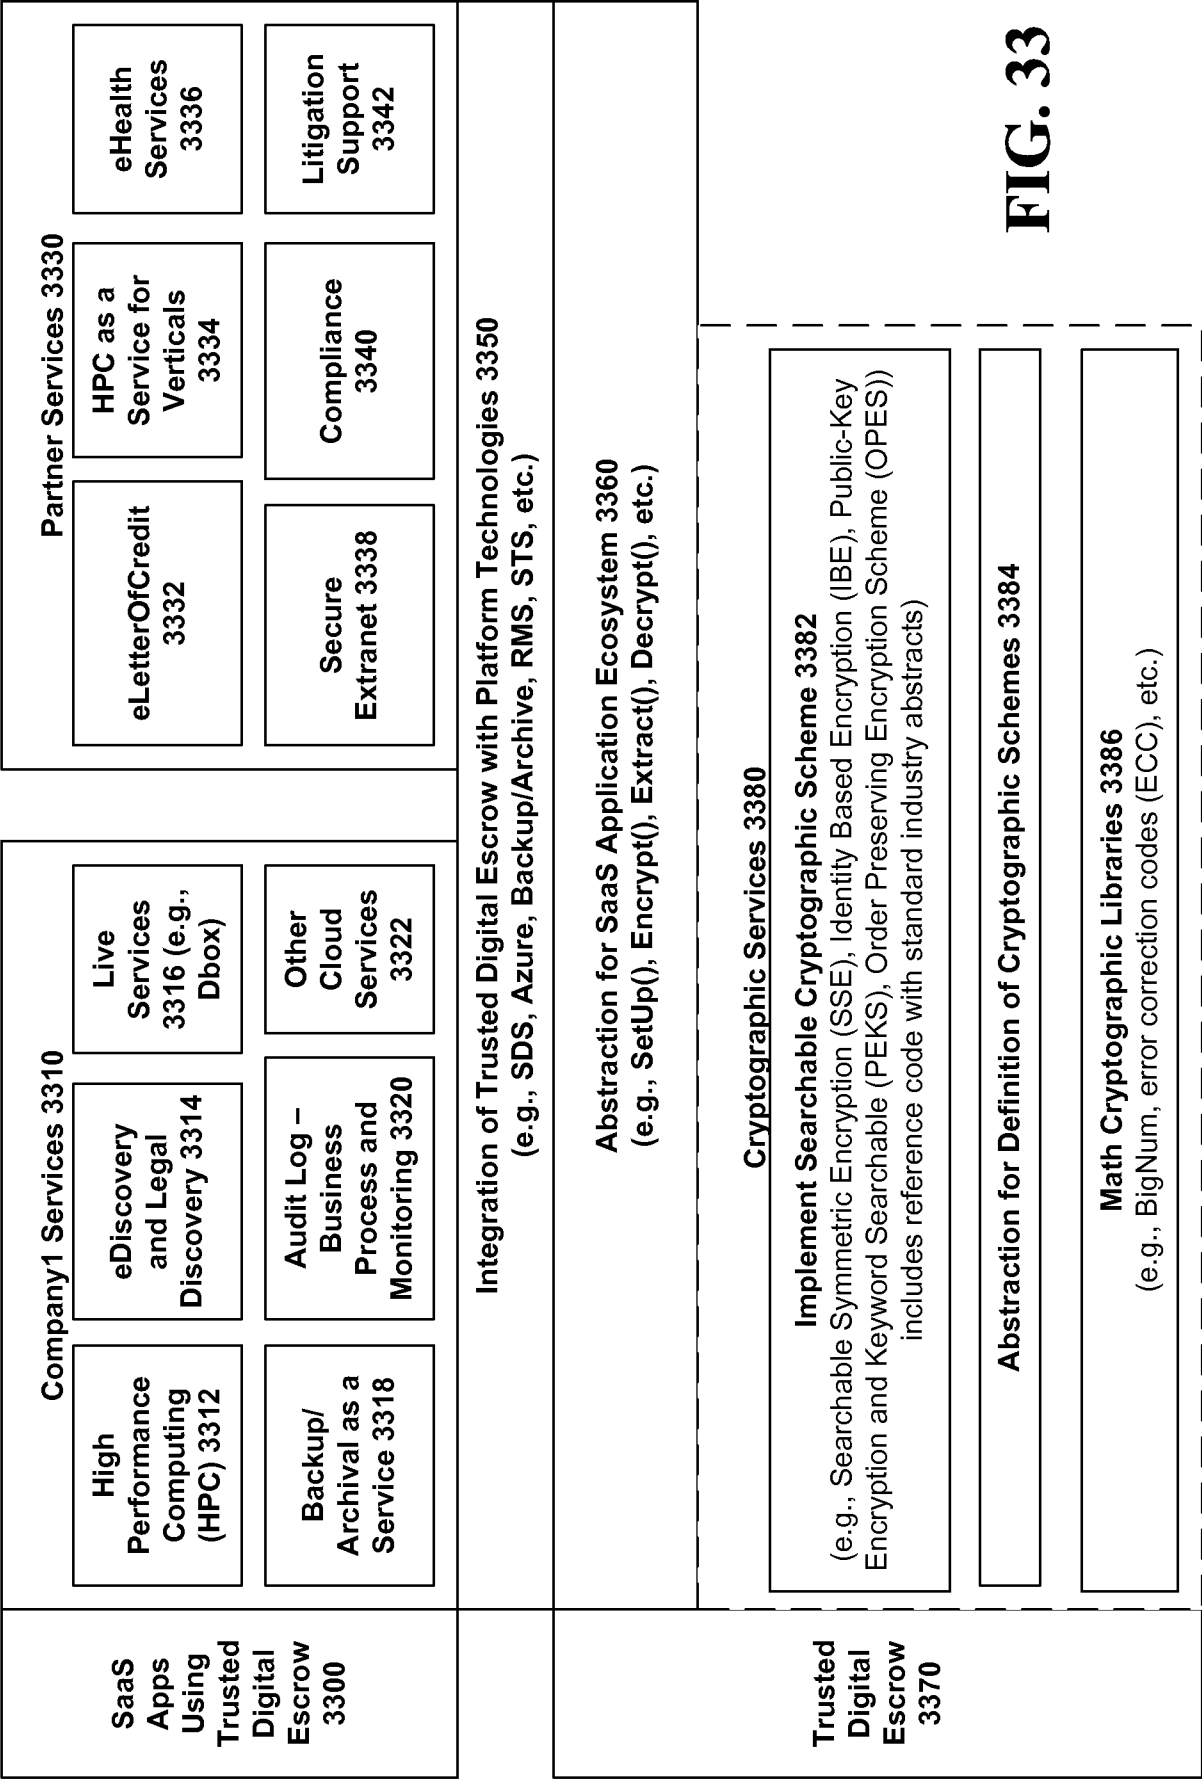 SaaS
Apps
Using
Trusted
Digital
Escrow
3300
Company1 Services 3310
High
Performance
Computing
(HPC) 3312
eDiscovery
and Legal
Discovery 3314
Live
Services
3316 (e.g.,
Dbox)
Backup/
Archival as a
Service 3318
Audit Log –
Business
Process and
Monitoring 3320
Other
Cloud
Services
3322
Partner Services 3330
eLetterOfCredit
3332
HPC as a
Service for
Verticals
3334
eHealth
Services
3336
Secure
Extranet 3338
Compliance
3340
Litigation
Support
3342
Integration of Trusted Digital Escrow with Platform Technologies 3350
(e.g., SDS, Azure, Backup/Archive, RMS, STS, etc.)
Trusted
Digital
Escrow
3370
Abstraction for SaaS Application Ecosystem 3360
(e.g., SetUp(), Encrypt(), Extract(), Decrypt(), etc.)
Cryptographic Services 3380
Implement Searchable Cryptographic Scheme 3382
(e.g., Searchable Symmetric Encryption (SSE), Identity Based Encryption (IBE), Public-Key
Encryption and Keyword Searchable (PEKS), Order Preserving Encryption Scheme (OPES))
includes reference code with standard industry abstracts)
Abstraction for Definition of Cryptographic Schemes 3384
Math Cryptographic Libraries 3386
(e.g., BigNum, error correction codes (ECC), etc.)
FIG. 33